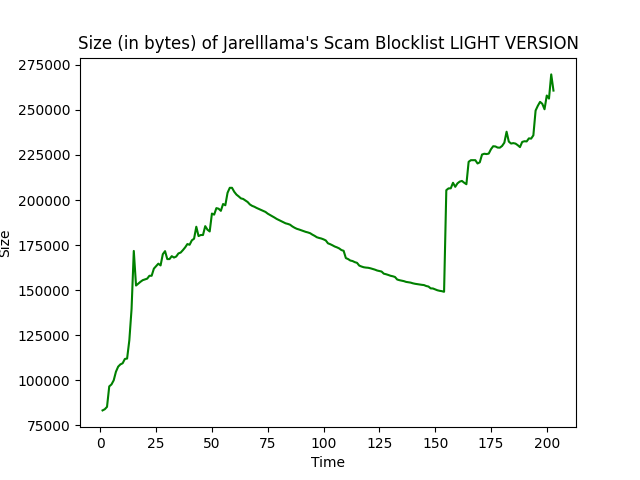 Size (in bytes) of Jarelllama's Scam Blocklist LIGHT VERSION
275000
250000
225000
200000
175000
150000
125000
100000
75000
Size
0 25 50 75 100 125 150 175 200
Time